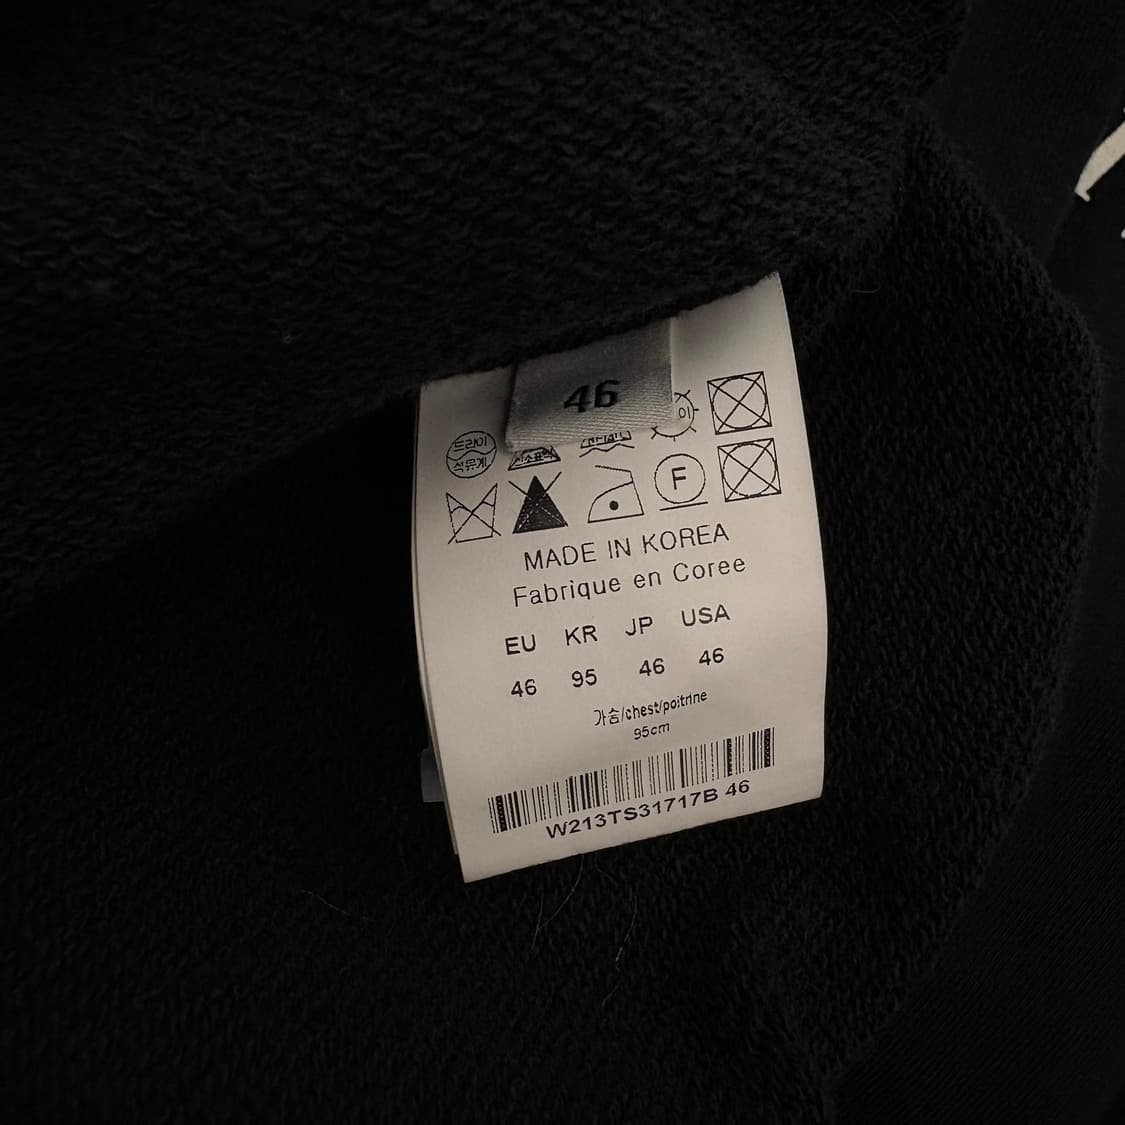 46
드라이
석유계
F
MADE IN KOREA
Fabrique en Coree
EU KR JP USA
46 95 46 46
가슴/chest/poitrine
95cm
W213TS31717B 46